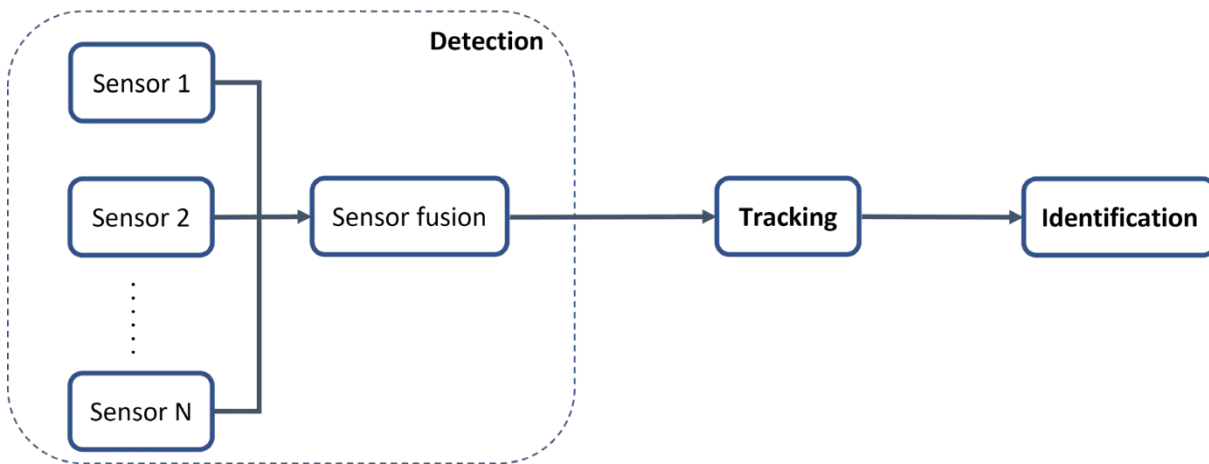 Detection
Sensor 1
Sensor 2
Sensor fusion
Tracking
Identification
Sensor N